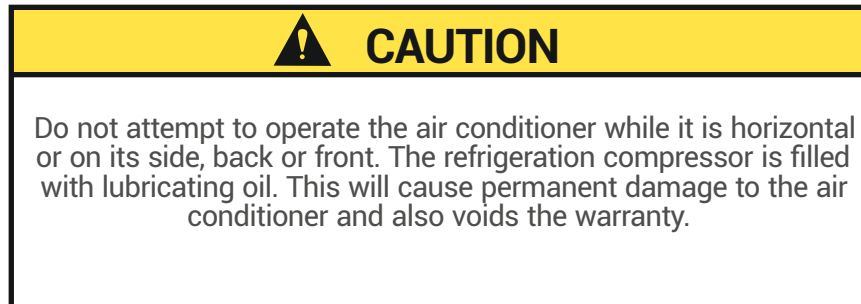 CAUTION
Do not attempt to operate the air conditioner while it is horizontal
or on its side, back or front. The refrigeration compressor is filled
with lubricating oil. This will cause permanent damage to the air
conditioner and also voids the warranty.